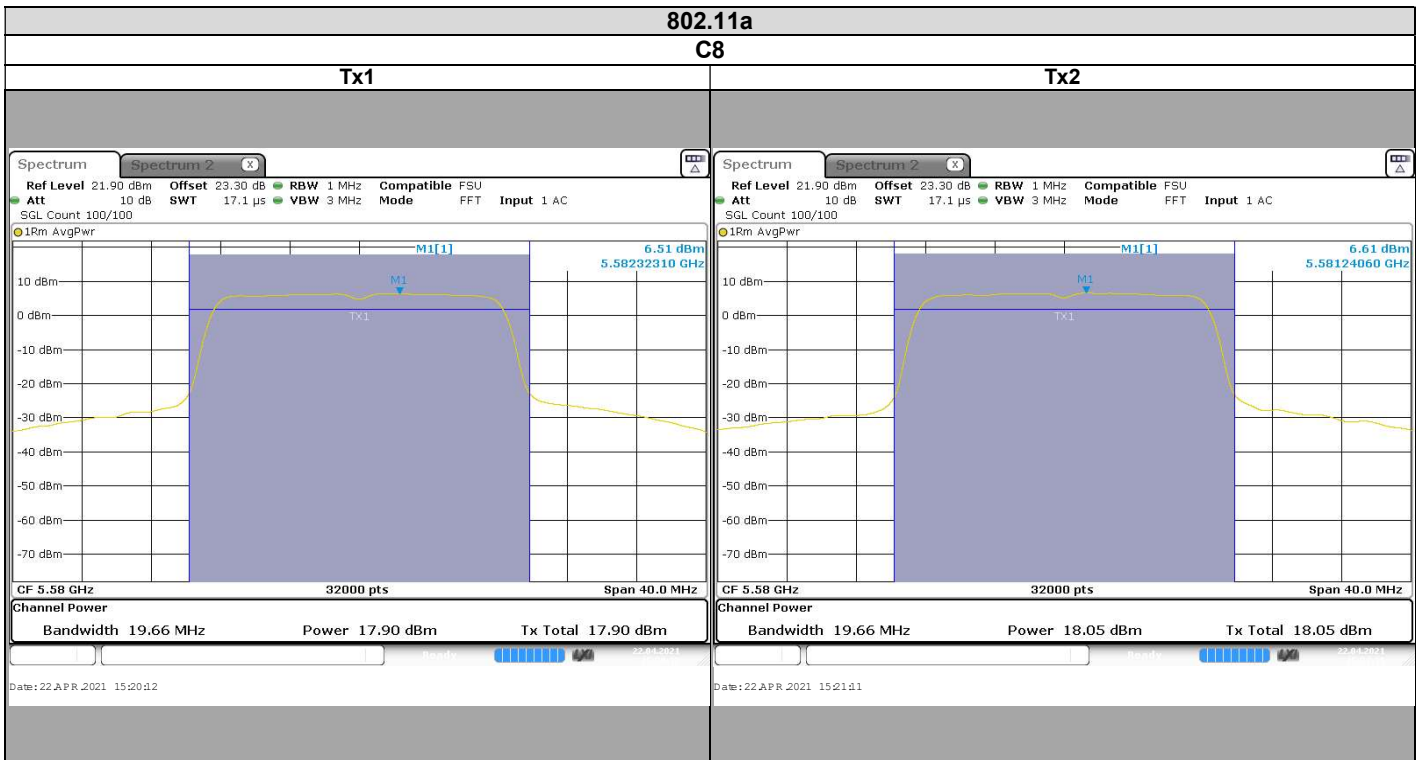 802.11a
C8
Tx1
Tx2
Spectrum
Spectrum 2
X
Ref Level 21.90 dBm Offset 23.30 dB RBW 1 MHz Compatible FSU
Att 10 dB SWT 17.1 µs VBW 3 MHz Mode FFT Input 1 AC
SGL Count 100/100
1Rm AvgPwr
M1[1] 6.51 dBm
5.58232310 GHz
M1
10 dBm
TX1
0 dBm
-10 dBm
-20 dBm
-30 dBm
-40 dBm
-50 dBm
-60 dBm
-70 dBm
CF 5.58 GHz 32000 pts Span 40.0 MHz
Channel Power
Bandwidth 19.66 MHz Power 17.90 dBm Tx Total 17.90 dBm
Ready 22.04.2021
Date: 22.APR.2021 15:20:12
Spectrum
Spectrum 2
X
Ref Level 21.90 dBm Offset 23.30 dB RBW 1 MHz Compatible FSU
Att 10 dB SWT 17.1 µs VBW 3 MHz Mode FFT Input 1 AC
SGL Count 100/100
1Rm AvgPwr
M1[1] 6.61 dBm
5.58124060 GHz
M1
10 dBm
TX1
0 dBm
-10 dBm
-20 dBm
-30 dBm
-40 dBm
-50 dBm
-60 dBm
-70 dBm
CF 5.58 GHz 32000 pts Span 40.0 MHz
Channel Power
Bandwidth 19.66 MHz Power 18.05 dBm Tx Total 18.05 dBm
Ready 22.04.2021
Date: 22.APR.2021 15:21:11